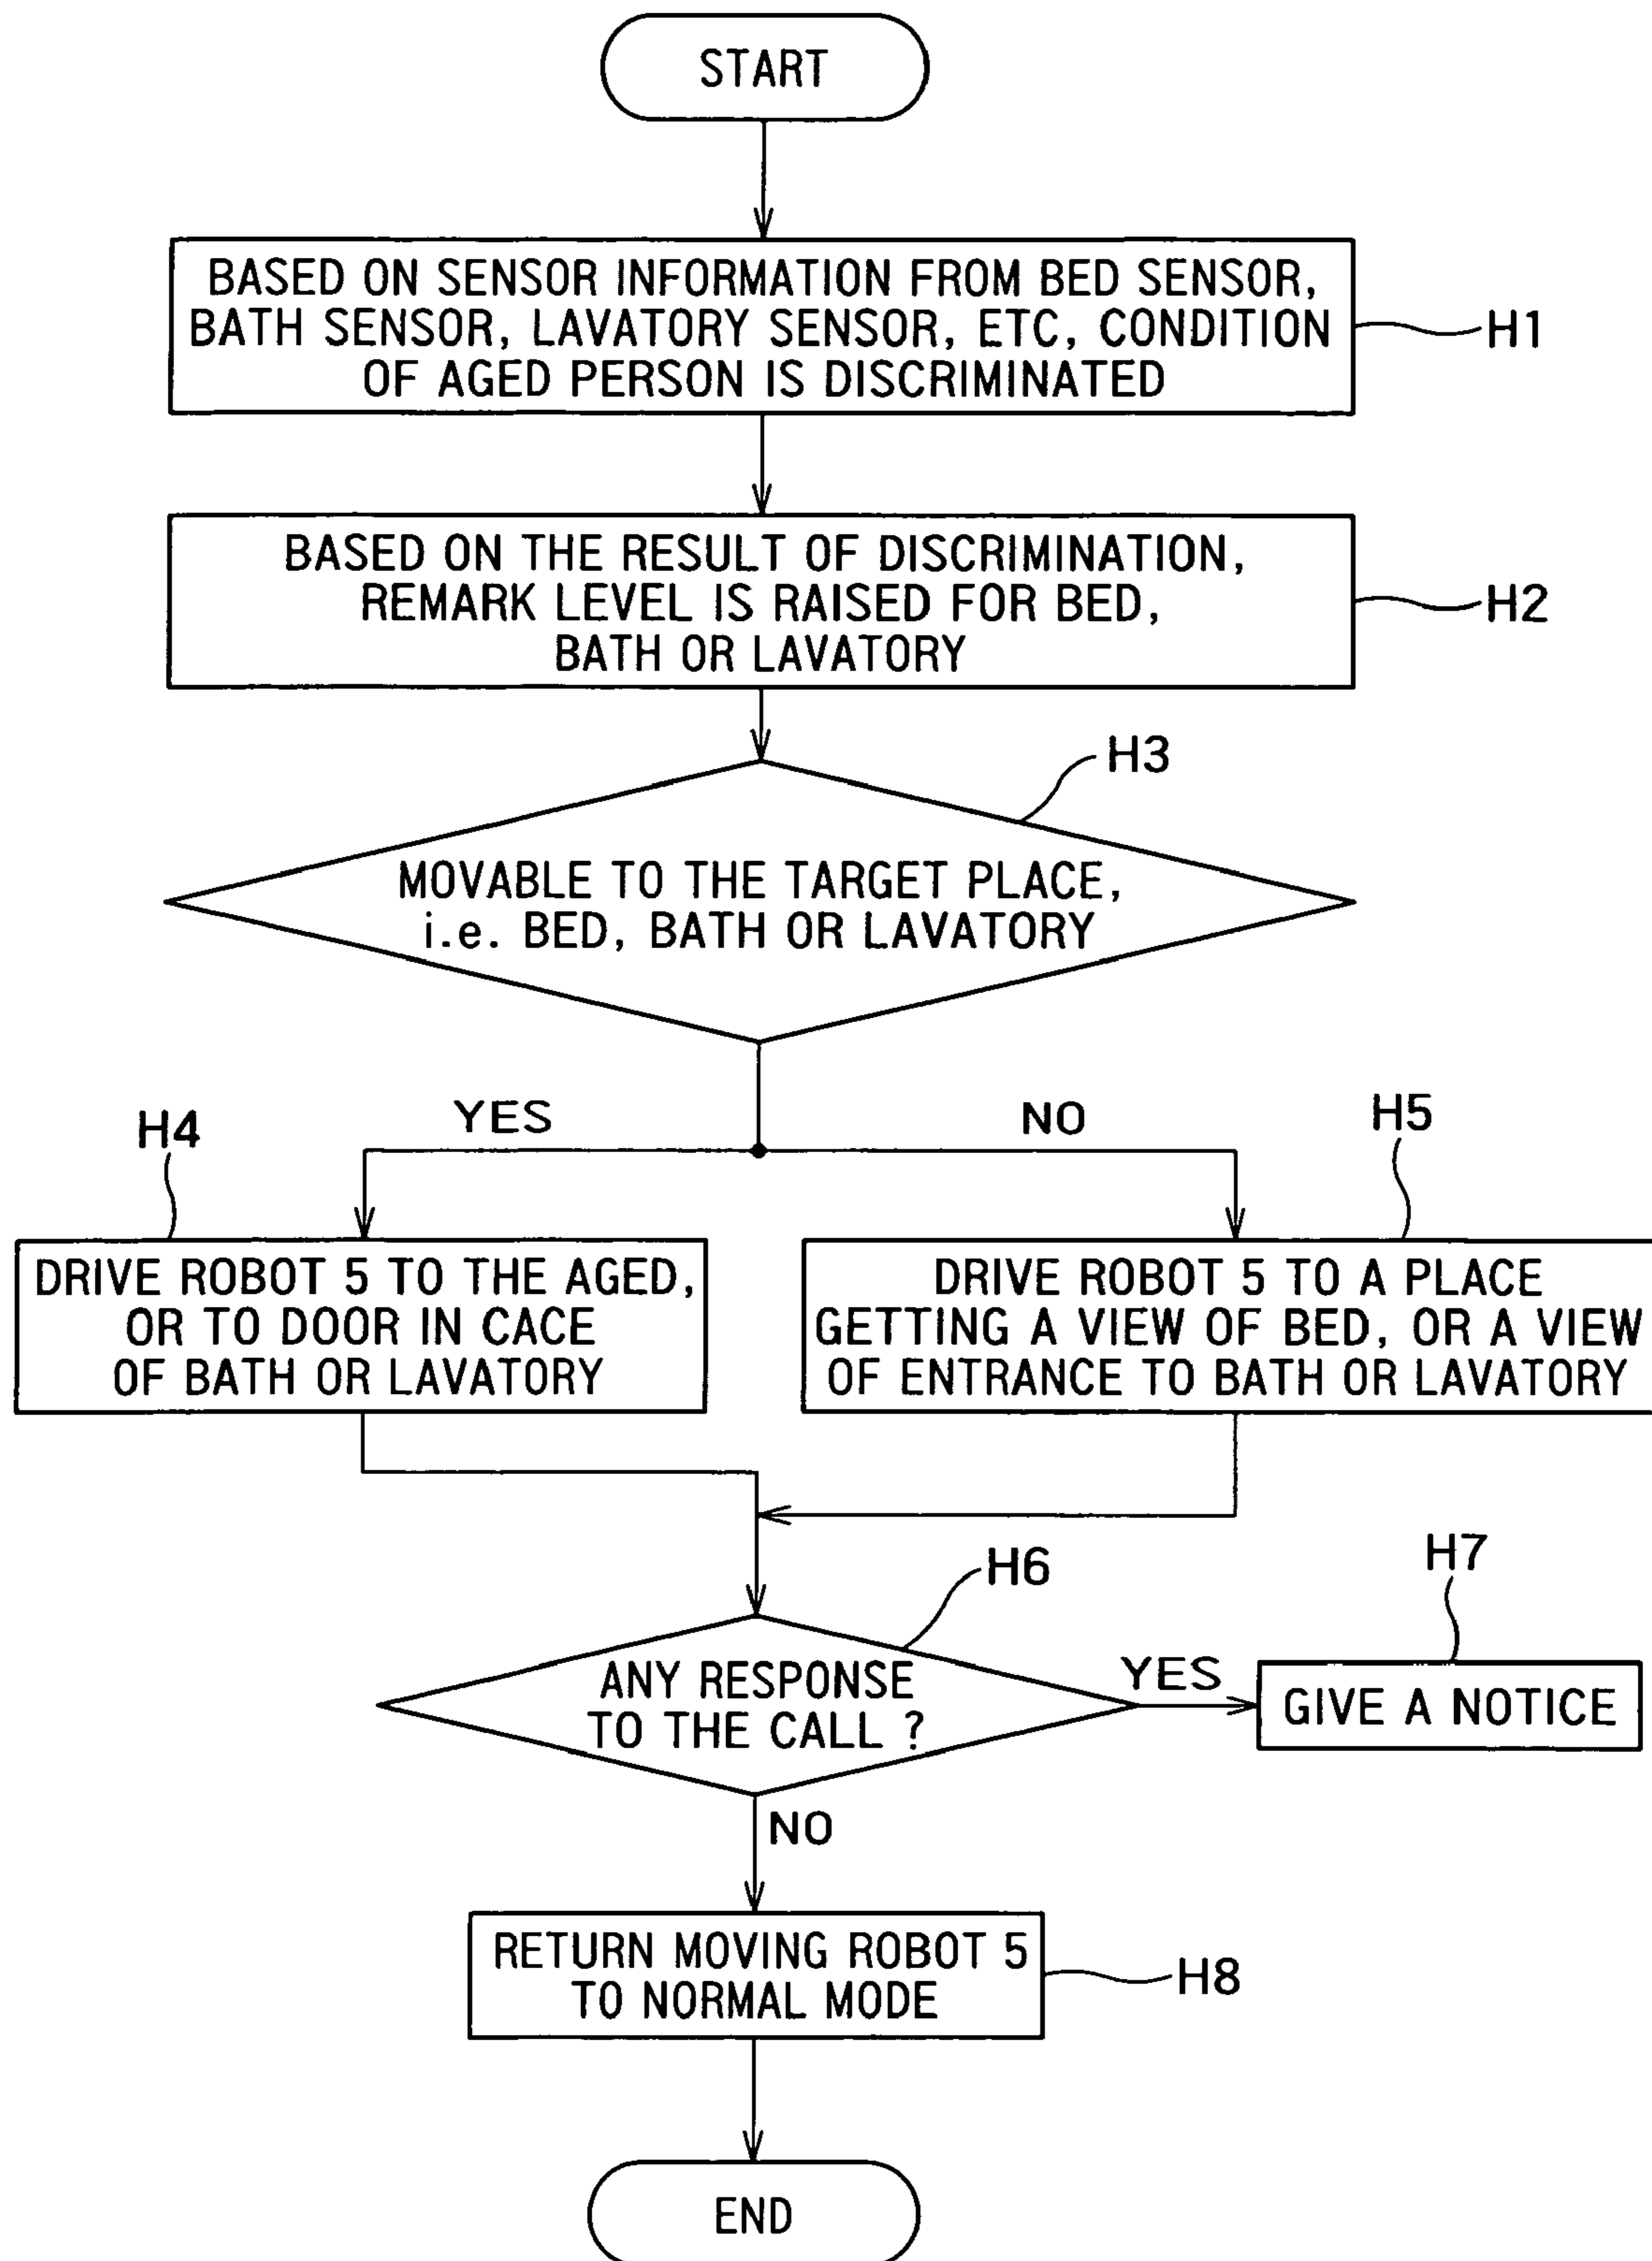 START
BASED ON SENSOR INFORMATION FROM BED SENSOR,
BATH SENSOR, LAVATORY SENSOR, ETC, CONDITION
OF AGED PERSON IS DISCRIMINATED
H1
BASED ON THE RESULT OF DISCRIMINATION,
REMARK LEVEL IS RAISED FOR BED,
BATH OR LAVATORY
H2
H3
MOVABLE TO THE TARGET PLACE,
i.e. BED, BATH OR LAVATORY
YES
NO
H4
DRIVE ROBOT 5 TO THE AGED,
OR TO DOOR IN CACE
OF BATH OR LAVATORY
H5
DRIVE ROBOT 5 TO A PLACE
GETTING A VIEW OF BED, OR A VIEW
OF ENTRANCE TO BATH OR LAVATORY
H6
ANY RESPONSE
TO THE CALL ?
YES
H7
GIVE A NOTICE
NO
RETURN MOVING ROBOT 5
TO NORMAL MODE
H8
END